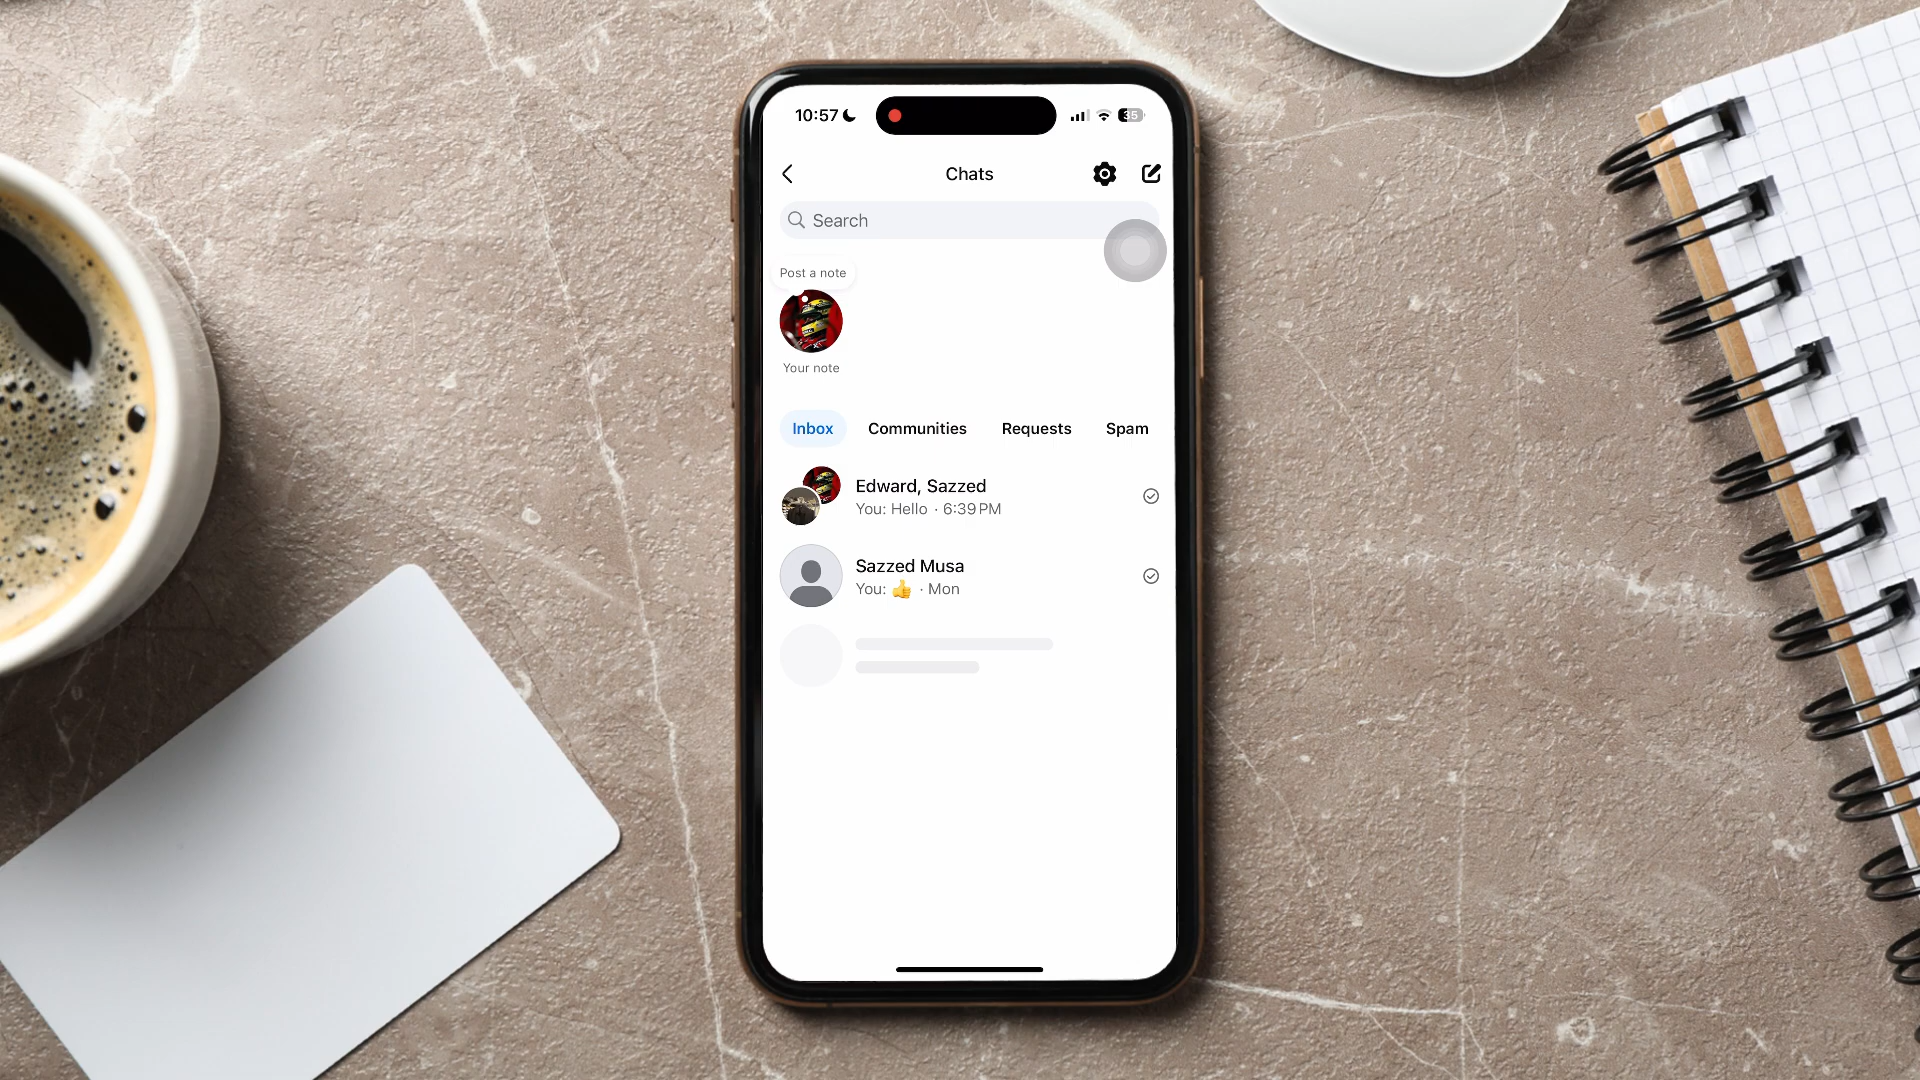 10:57
35
Chats
Search
Post a note
Your note
Inbox Communities Requests Spam
Edward, Sazzed
You: Hello · 6:39 PM
Sazzed Musa
You: 👍 · Mon